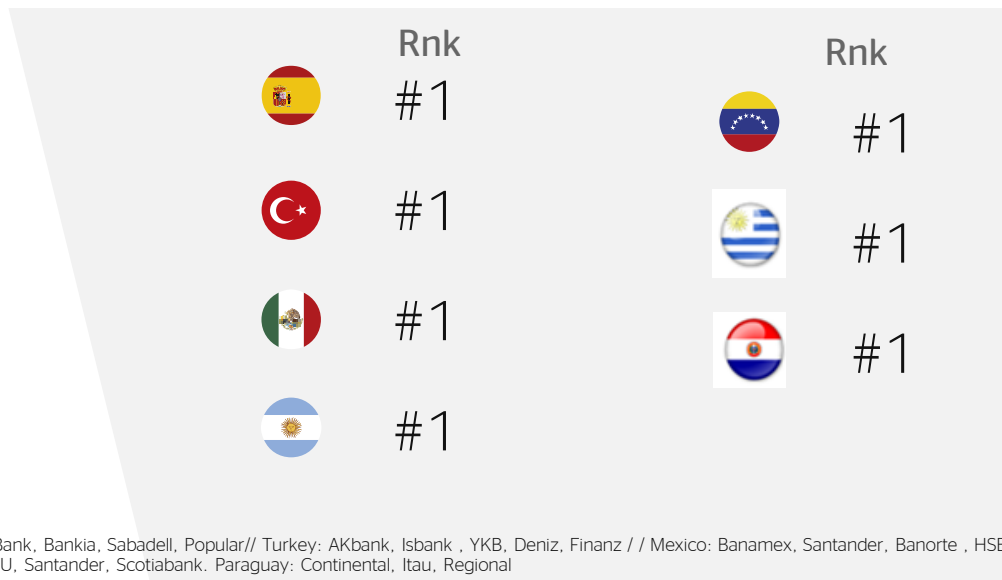 Rnk
#1
#1
#1
#1
Rnk
#1
#1
#1
Bank, Bankia, Sabadell, Popular// Turkey: AKbank, Isbank , YKB, Deniz, Finanz / / Mexico: Banamex, Santander, Banorte , HSB
U, Santander, Scotiabank. Paraguay: Continental, Itau, Regional